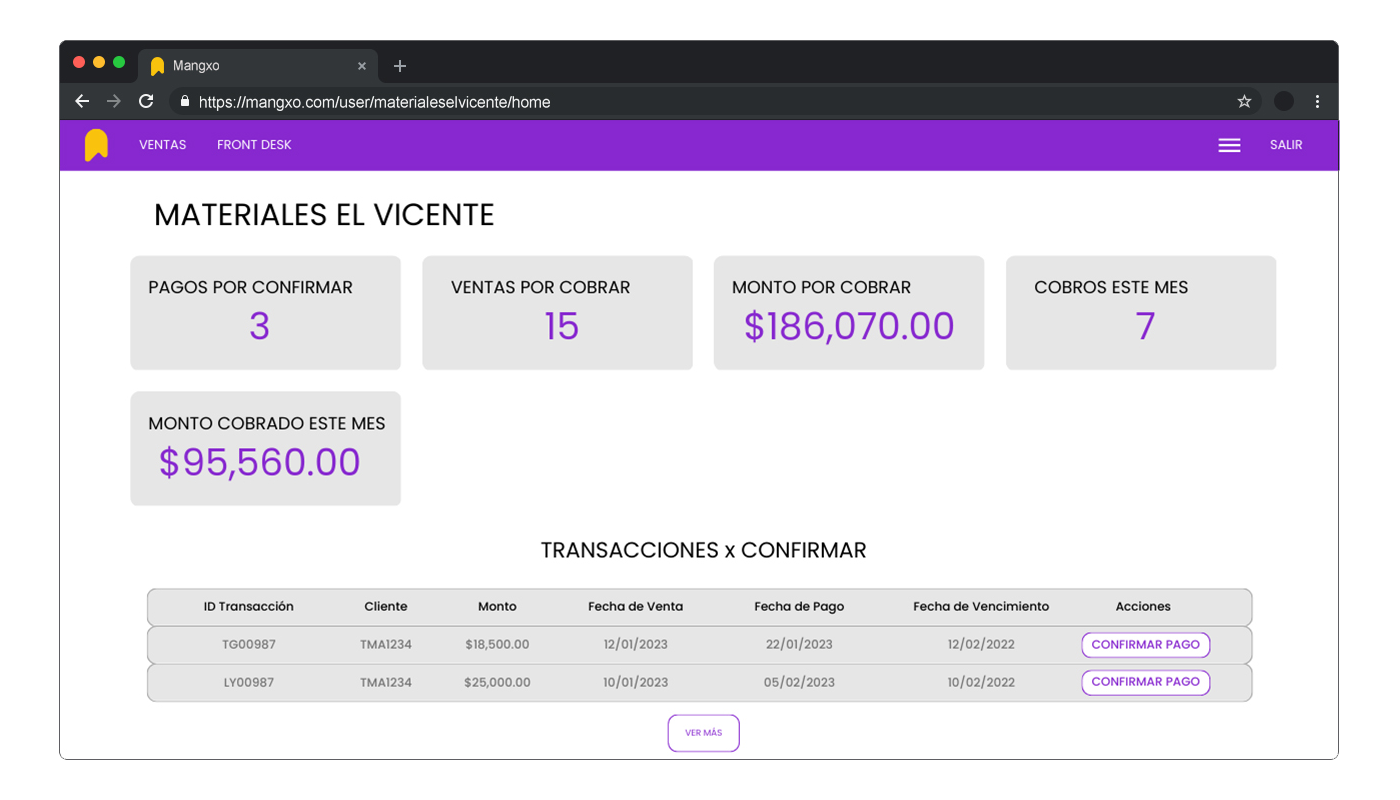 Mangxo
https://mangxo.com/user/materialeselvicente/home
VENTAS FRONT DESK SALIR
MATERIALES EL VICENTE
PAGOS POR CONFIRMAR
3
VENTAS POR COBRAR
15
MONTO POR COBRAR
$186,070.00
COBROS ESTE MES
7
MONTO COBRADO ESTE MES
$95,560.00
TRANSACCIONES x CONFIRMAR
ID Transacción Cliente Monto Fecha de Venta Fecha de Pago Fecha de Vencimiento Acciones
TG00987 TMA1234 $18,500.00 12/01/2023 22/01/2023 12/02/2022 CONFIRMAR PAGO
LY00987 TMA1234 $25,000.00 10/01/2023 05/02/2023 10/02/2022 CONFIRMAR PAGO
VER MÁS